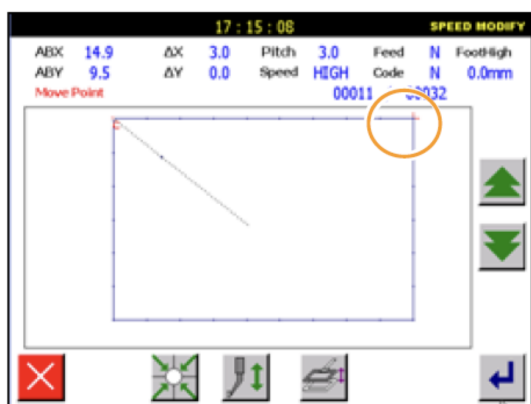 17 : 15 : 08 SPEED MODIFY
ABX 14.9 ΔX 3.0 Pitch 3.0 Feed N FootHigh
ABY 9.5 ΔY 0.0 Speed HIGH Code N 0.0mm
Move Point 00011 00032